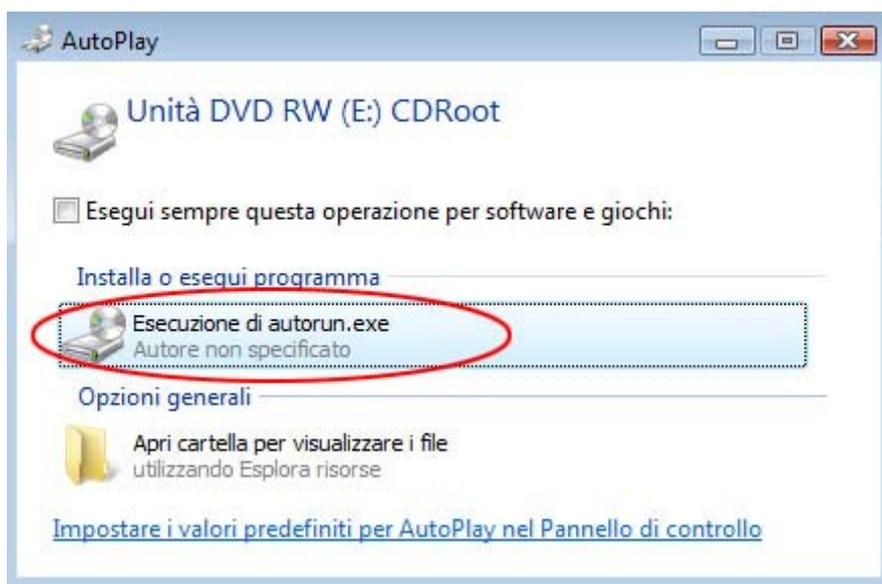 AutoPlay
Unità DVD RW (E:) CDRoot
Esegui sempre questa operazione per software e giochi:
Installa o esegui programma
Esecuzione di autorun.exe
Autore non specificato
Opzioni generali
Apri cartella per visualizzare i file
utilizzando Esplora risorse
Impostare i valori predefiniti per AutoPlay nel Pannello di controllo